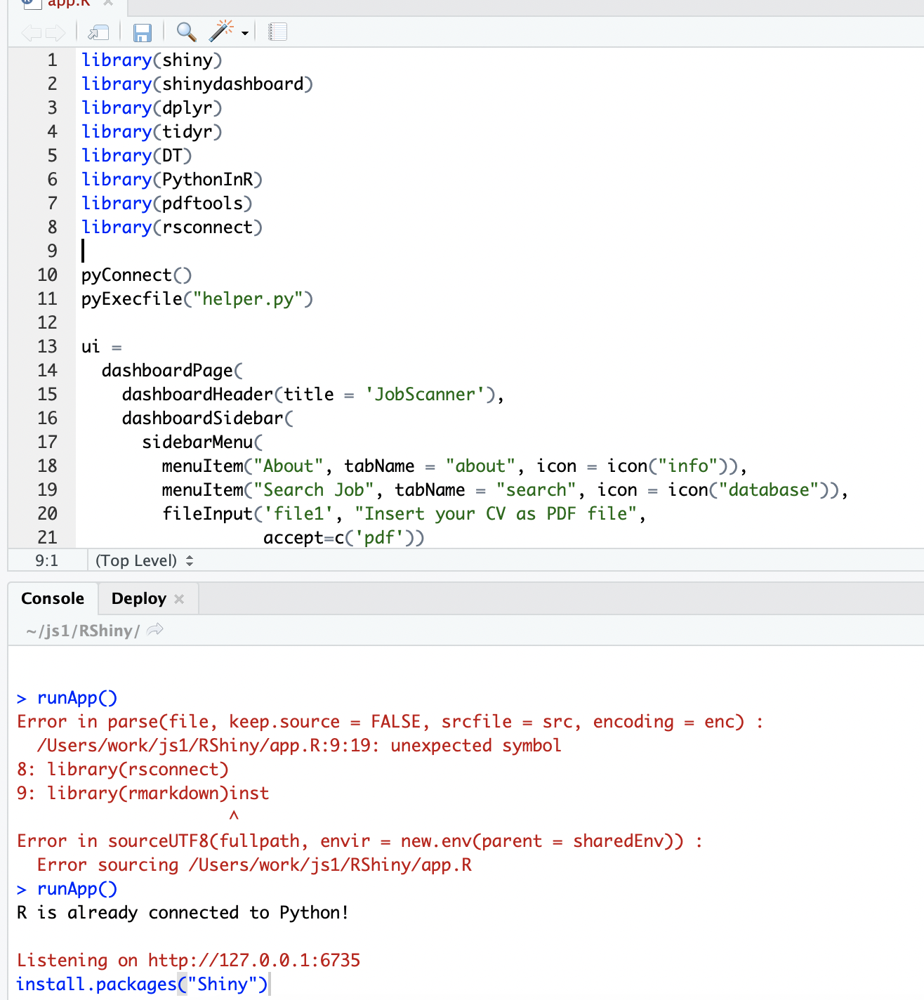 app.R
1 library(shiny)
2 library(shinydashboard)
3 library(dplyr)
4 library(tidyr)
5 library(DT)
6 library(PythonInR)
7 library(pdftools)
8 library(rsconnect)
9
10 pyConnect()
11 pyExecfile("helper.py")
12
13 ui =
14   dashboardPage(
15     dashboardHeader(title = 'JobScanner'),
16     dashboardSidebar(
17       sidebarMenu(
18         menuItem("About", tabName = "about", icon = icon("info")),
19         menuItem("Search Job", tabName = "search", icon = icon("database")),
20         fileInput('file1', "Insert your CV as PDF file",
21                   accept=c('pdf'))
9:1 (Top Level)
Console Deploy
~/js1/RShiny/
> runApp()
Error in parse(file, keep.source = FALSE, srcfile = src, encoding = enc) :
  /Users/work/js1/RShiny/app.R:9:19: unexpected symbol
8: library(rsconnect)
9: library(rmarkdown)inst
                     ^
Error in sourceUTF8(fullpath, envir = new.env(parent = sharedEnv)) :
  Error sourcing /Users/work/js1/RShiny/app.R
> runApp()
R is already connected to Python!
Listening on http://127.0.0.1:6735
install.packages("Shiny")